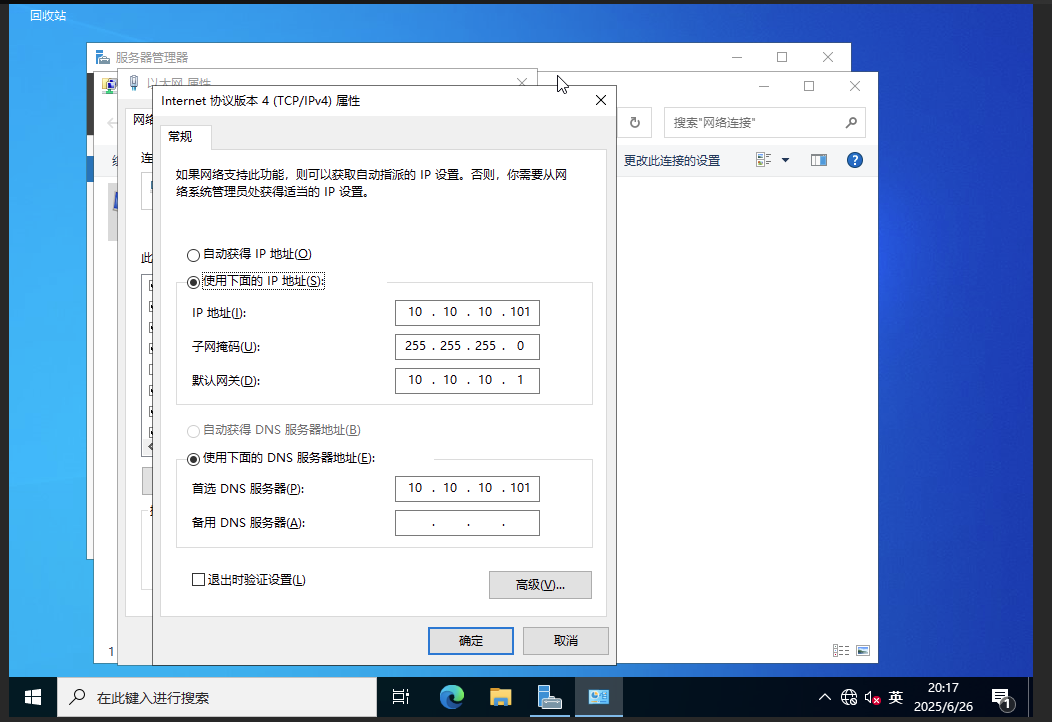 回收站
服务器管理器
以太网 属性
Internet 协议版本 4 (TCP/IPv4) 属性
网络
搜索"网络连接"
常规
连
更改此连接的设置
如果网络支持此功能，则可以获取自动指派的 IP 设置。否则，你需要从网
络系统管理员处获得适当的 IP 设置。
自动获得 IP 地址(O)
此
使用下面的 IP 地址(S):
IP 地址(I): 10 . 10 . 10 . 101
子网掩码(U): 255 . 255 . 255 . 0
默认网关(D): 10 . 10 . 10 . 1
自动获得 DNS 服务器地址(B)
使用下面的 DNS 服务器地址(E):
首选 DNS 服务器(P): 10 . 10 . 10 . 101
备用 DNS 服务器(A): . . .
退出时验证设置(L)
高级(V)...
确定
取消
1
在此键入进行搜索
英
20:17
2025/6/26
1